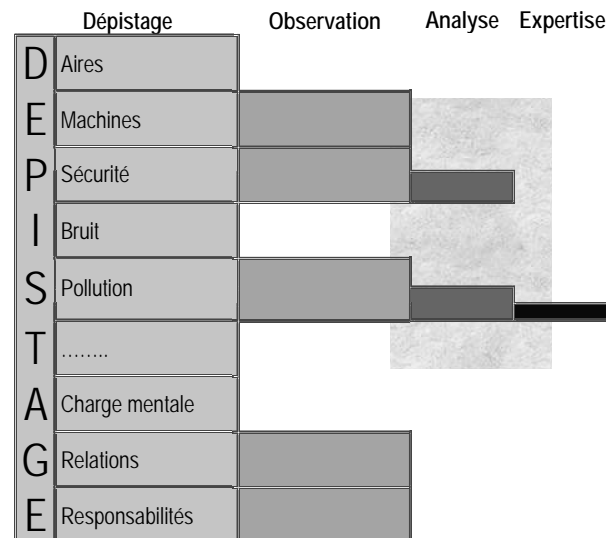 Dépistage Observation Analyse Expertise
D Aires
E Machines
P Sécurité
I Bruit
S Pollution
T ........
A Charge mentale
G Relations
E Responsabilités